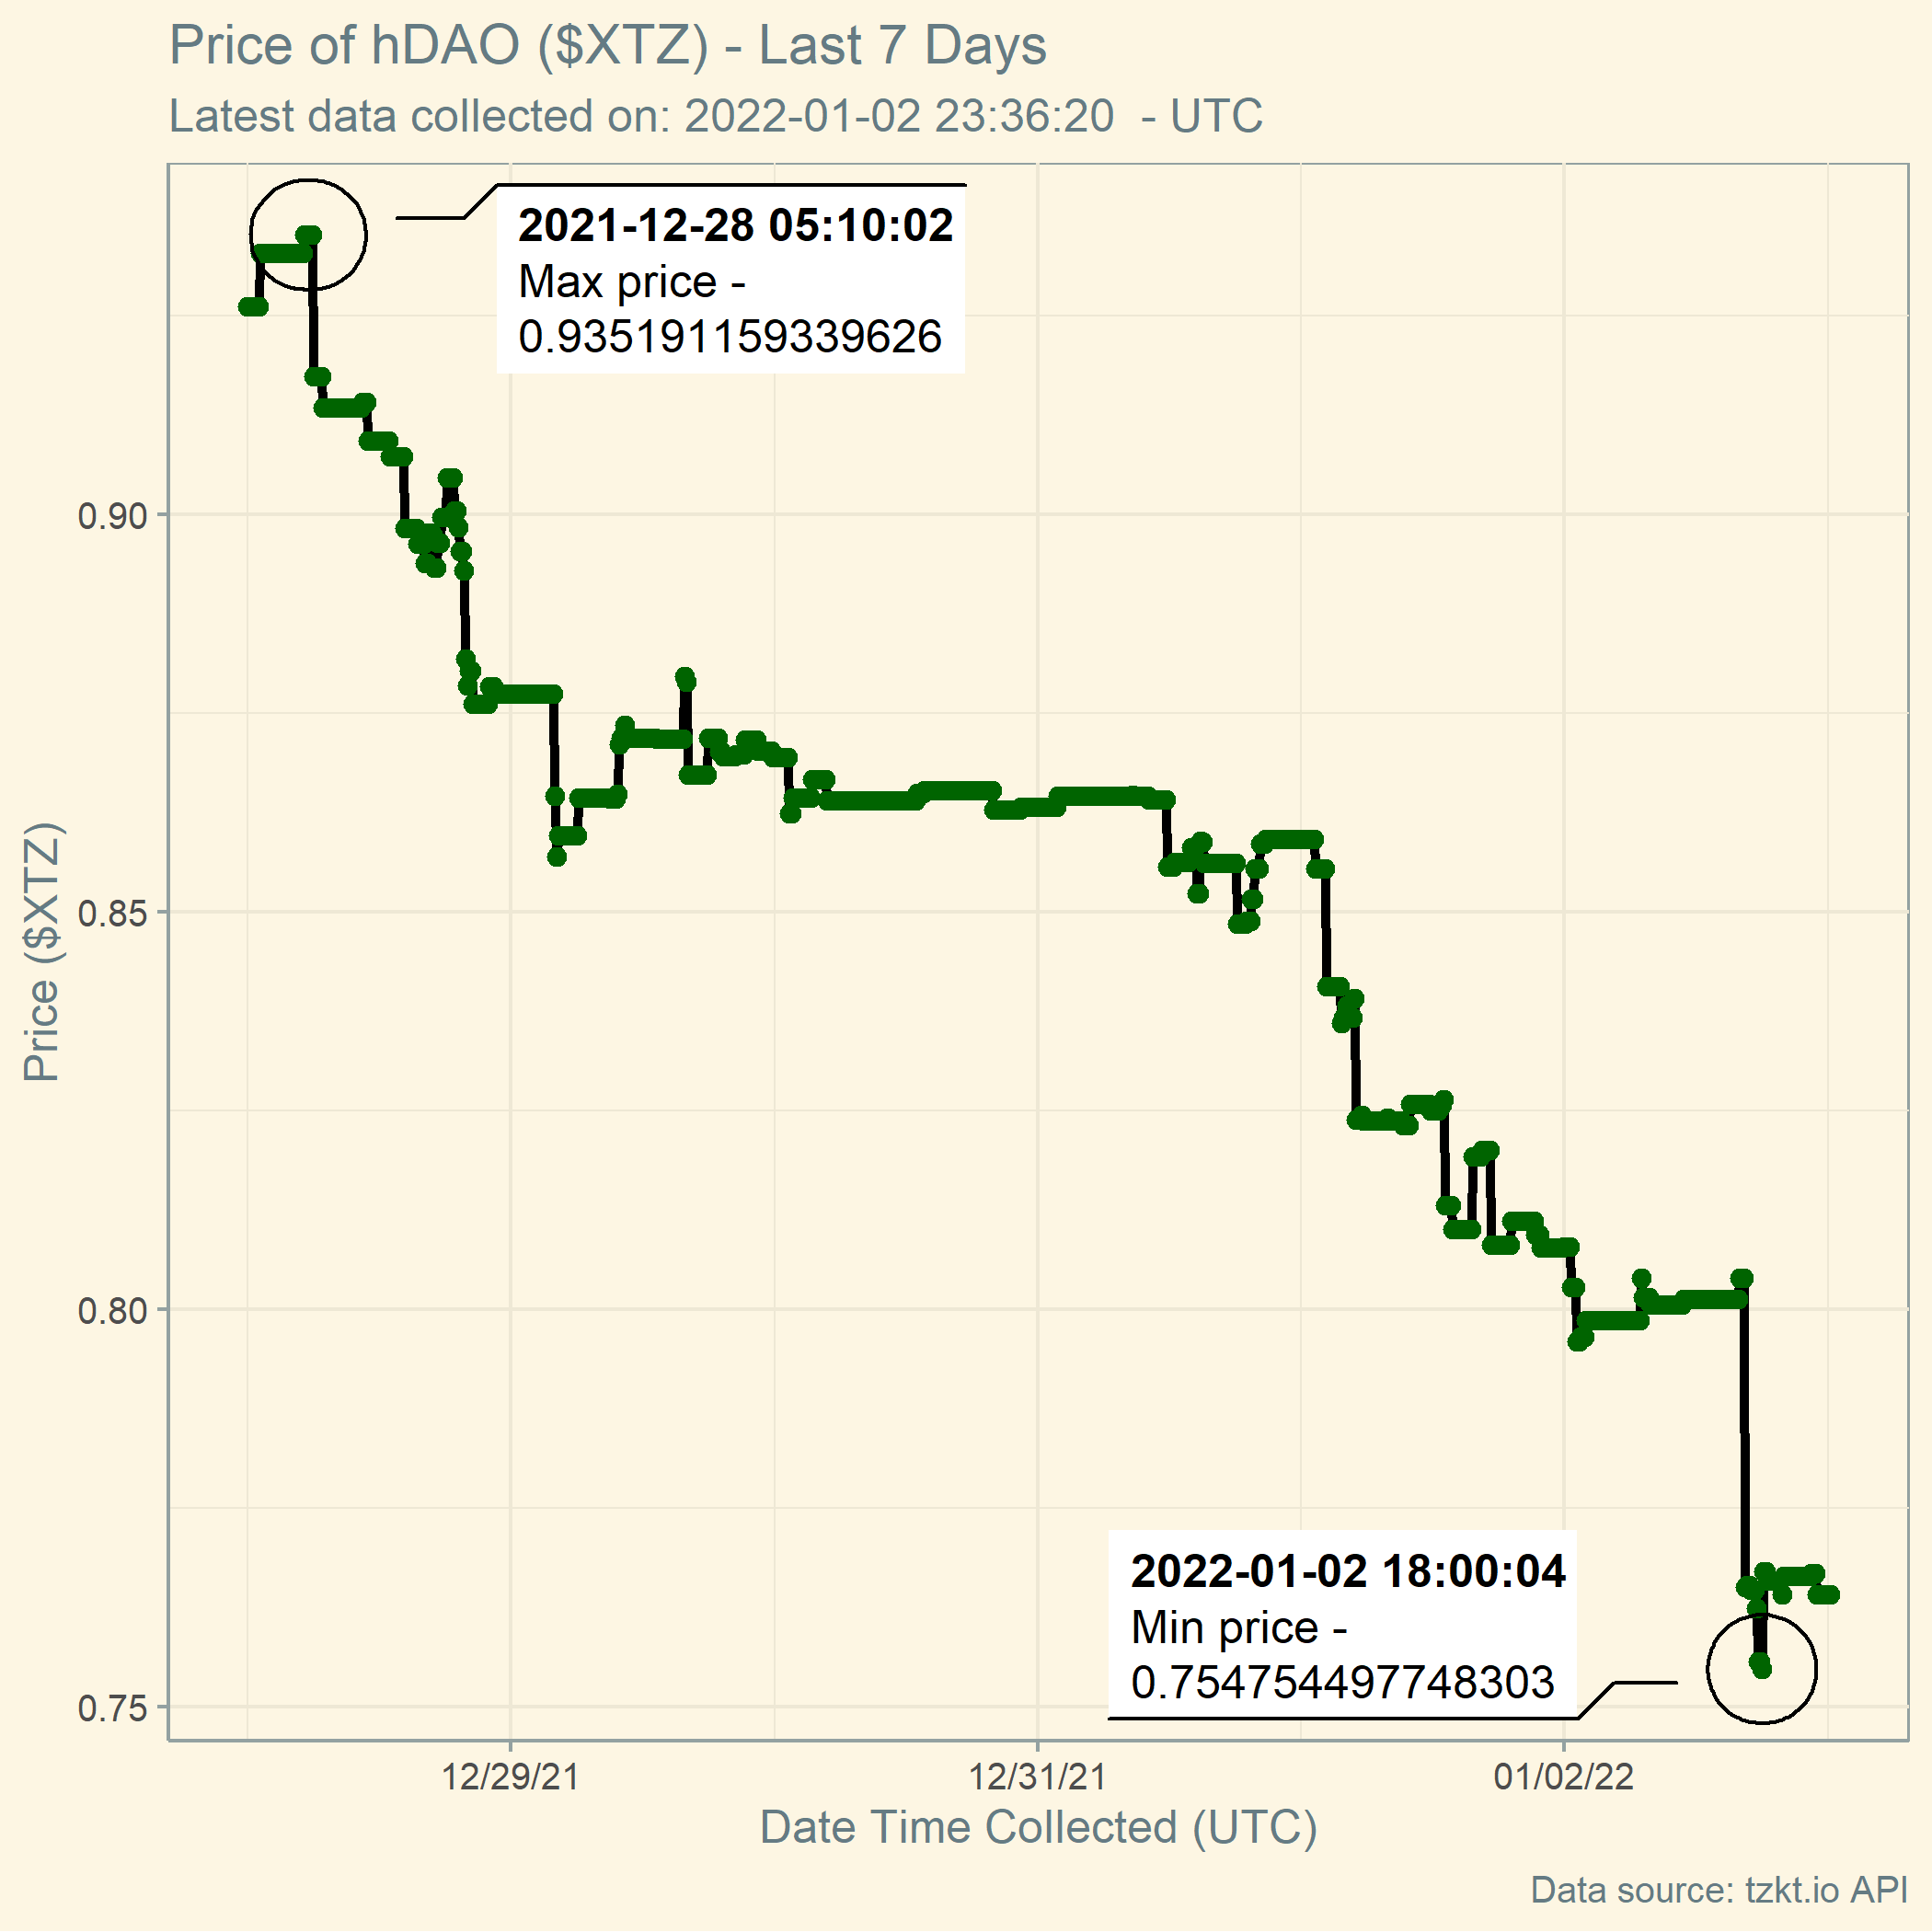 Price of hDAO ($XTZ) - Last 7 Days
Latest data collected on: 2022-01-02 23:36:20  - UTC
2021-12-28 05:10:02
Max price -
0.935191159339626
0.90
0.85
0.80
0.75
Price ($XTZ)
2022-01-02 18:00:04
Min price -
0.754754497748303
12/29/21
12/31/21
01/02/22
Date Time Collected (UTC)
Data source: tzkt.io API